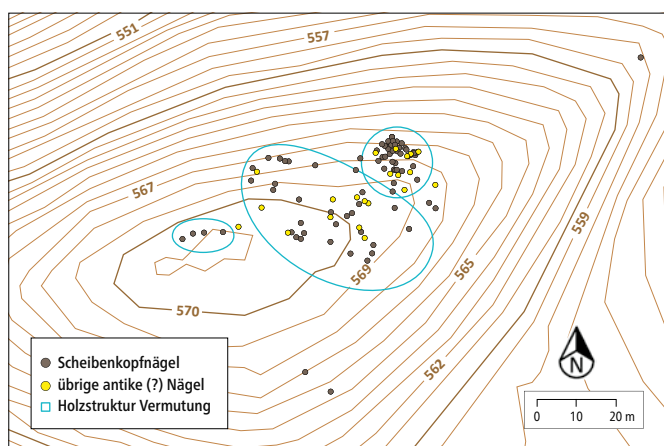 551
557
567
559
569
565
570
562
Scheibenkopfnägel
übrige antike (?) Nägel
Holzstruktur Vermutung
N
0 10 20 m